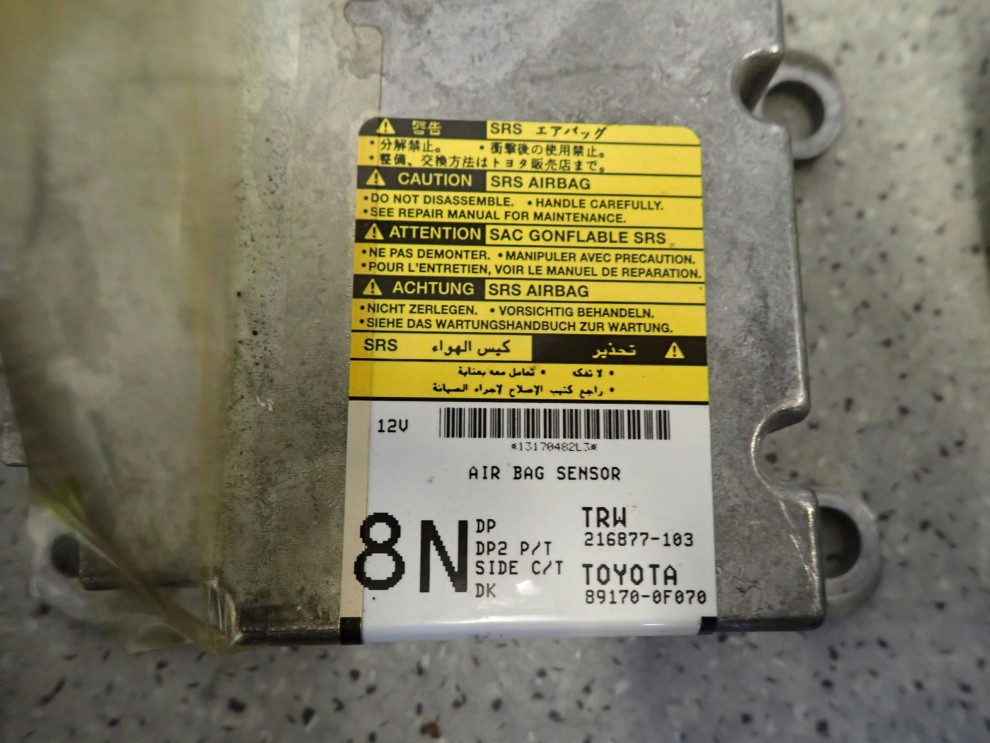 ⚠ 警告 SRS エアバッグ
・分解禁止。 ・衝撃後の使用禁止。
・整備、交換方法はトヨタ販売店まで。
⚠ CAUTION SRS AIRBAG
•DO NOT DISASSEMBLE. •HANDLE CAREFULLY.
•SEE REPAIR MANUAL FOR MAINTENANCE.
⚠ ATTENTION SAC GONFLABLE SRS
•NE PAS DEMONTER. •MANIPULER AVEC PRECAUTION.
•POUR L'ENTRETIEN, VOIR LE MANUEL DE REPARATION.
⚠ ACHTUNG SRS AIRBAG
•NICHT ZERLEGEN. •VORSICHTIG BEHANDELN.
•SIEHE DAS WARTUNGSHANDBUCH ZUR WARTUNG.
⚠ تحذير كيس الهواء SRS
• لا تفكه • تعامل معه بعناية
• راجع كتيب الإصلاح لإجراء الصيانة
12V
*13170482L3*
AIR BAG SENSOR
8N
DP
DP2 P/T
SIDE C/T
DK
TRW
216877-103
TOYOTA
89170-0F070